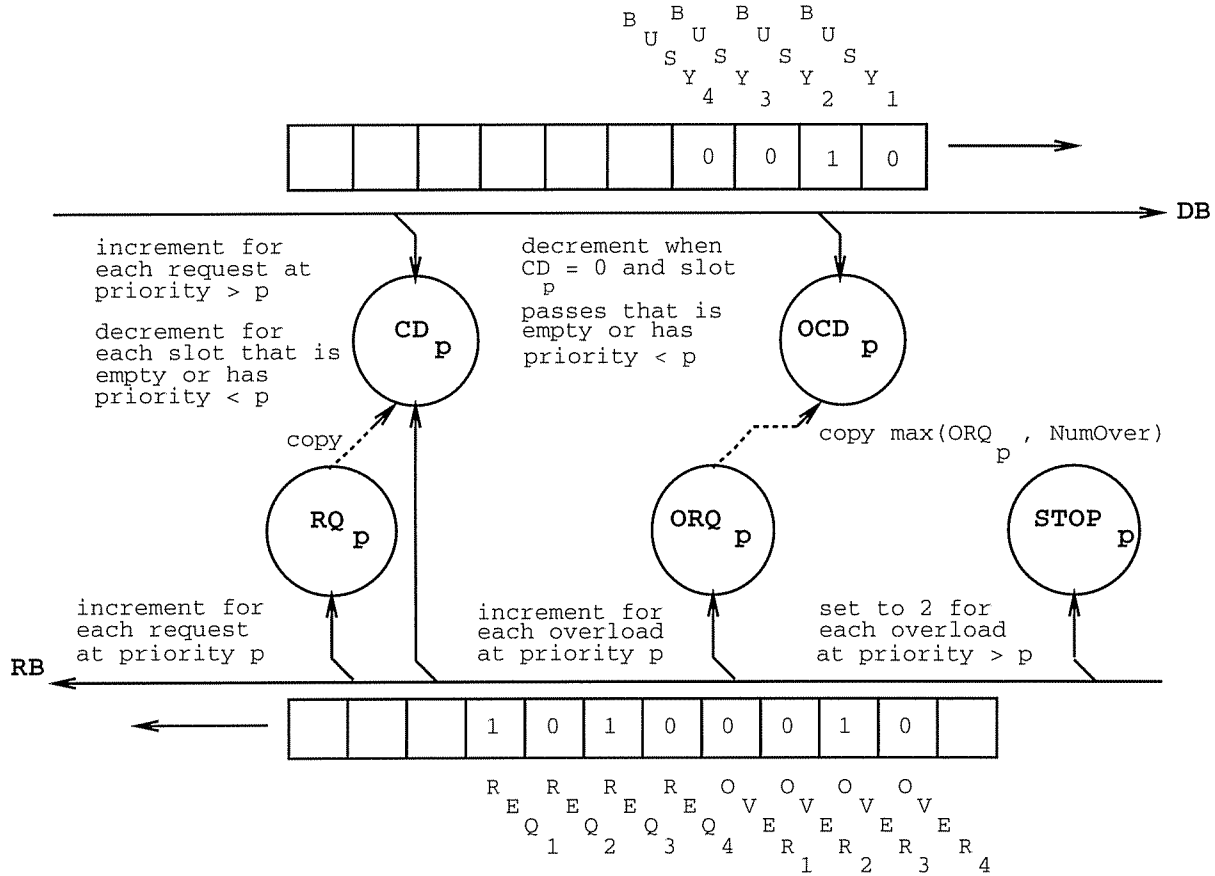 BUSY4 BUSY3 BUSY2 BUSY1
0 0 1 0
DB
increment for
each request at
priority > p
decrement for
each slot that is
empty or has
priority < p
CD p
decrement when
CD p = 0 and slot
passes that is
empty or has
priority < p
OCD p
copy
copy max(ORQ p , NumOver)
RQ p
ORQ p
STOP p
increment for
each request
at priority p
increment for
each overload
at priority p
set to 2 for
each overload
at priority > p
RB
1 0 1 0 0 0 1 0
REQ1 REQ2 REQ3 REQ4 OVER1 OVER2 OVER3 OVER4